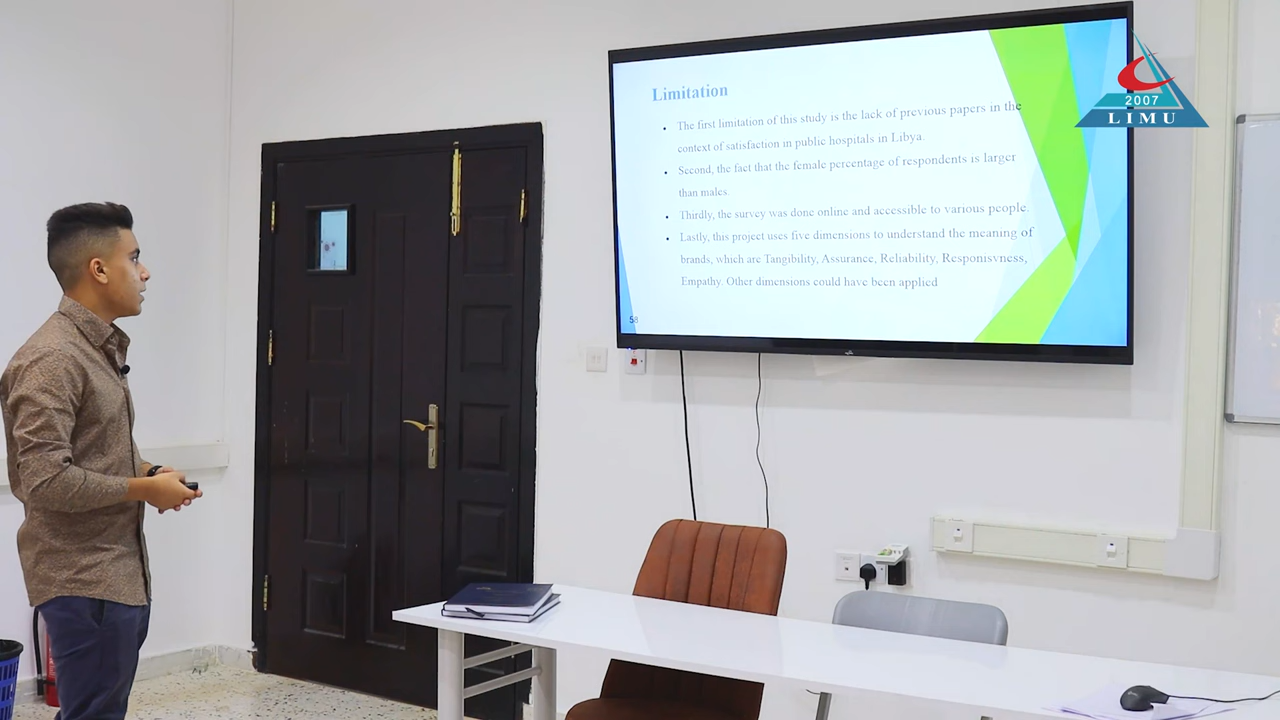 Limitation
The first limitation of this study is the lack of previous papers in the
context of satisfaction in public hospitals in Libya.
Second, the fact that the female percentage of respondents is larger
than males.
Thirdly, the survey was done online and accessible to various people.
Lastly, this project uses five dimensions to understand the meaning of
brands, which are Tangibility, Assurance, Reliability, Responisvness,
Empathy. Other dimensions could have been applied
58
2007
LIMU